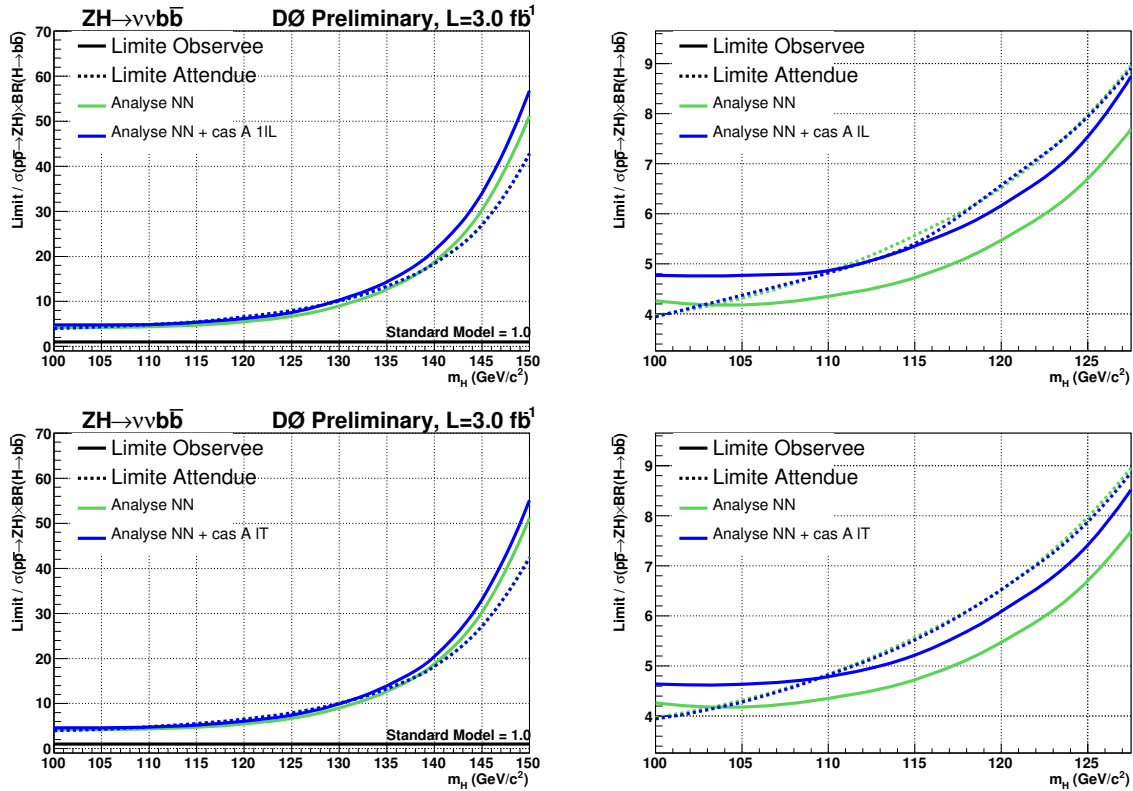 ZH→ννbb̅ DØ Preliminary, L=3.0 fb⁻¹
Limit / σ(pp̅→ZH)×BR(H→bb̅)
70
60
50
40
30
20
10
0
Limite Observee
Limite Attendue
Analyse NN
Analyse NN + cas A 1lL
Standard Model = 1.0
100 105 110 115 120 125 130 135 140 145 150
m_H (GeV/c²)
Limit / σ(pp̅→ZH)×BR(H→bb̅)
9
8
7
6
5
4
Limite Observee
Limite Attendue
Analyse NN
Analyse NN + cas A lL
100 105 110 115 120 125
m_H (GeV/c²)
ZH→ννbb̅ DØ Preliminary, L=3.0 fb⁻¹
Limit / σ(pp̅→ZH)×BR(H→bb̅)
70
60
50
40
30
20
10
0
Limite Observee
Limite Attendue
Analyse NN
Analyse NN + cas A lT
Standard Model = 1.0
100 105 110 115 120 125 130 135 140 145 150
m_H (GeV/c²)
Limit / σ(pp̅→ZH)×BR(H→bb̅)
9
8
7
6
5
4
Limite Observee
Limite Attendue
Analyse NN
Analyse NN + cas A lT
100 105 110 115 120 125
m_H (GeV/c²)